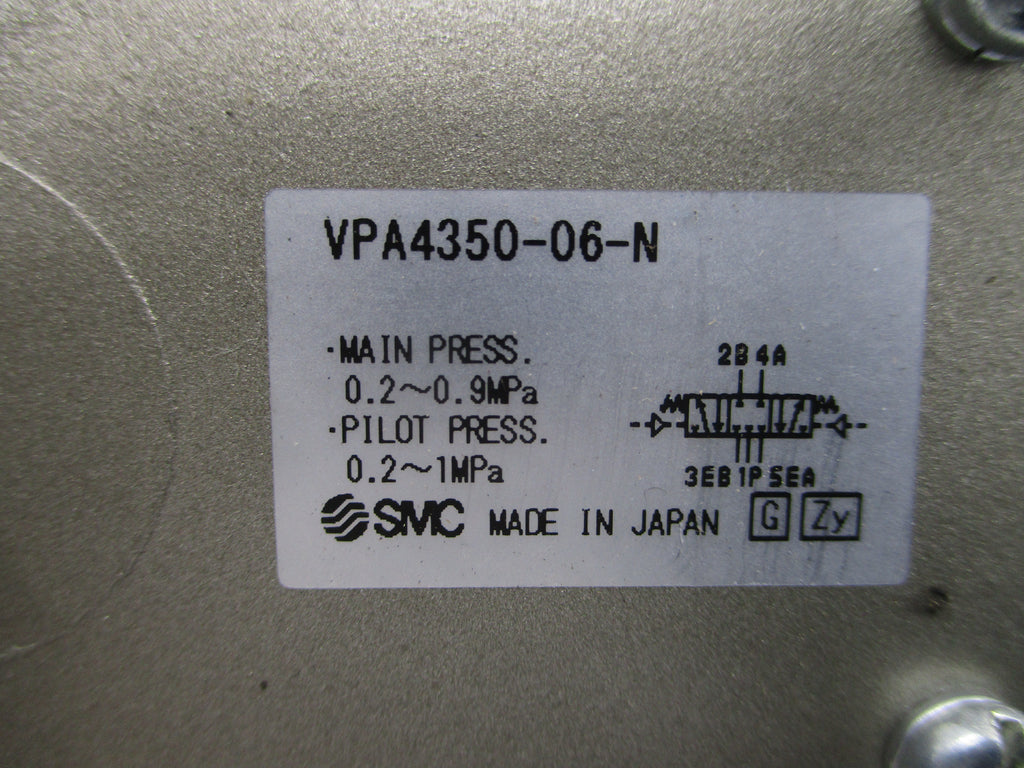 VPA4350-06-N
·MAIN PRESS.
0.2～0.9MPa
·PILOT PRESS.
0.2～1MPa
2B 4A
3EB 1P 5EA
SMC MADE IN JAPAN G Zy